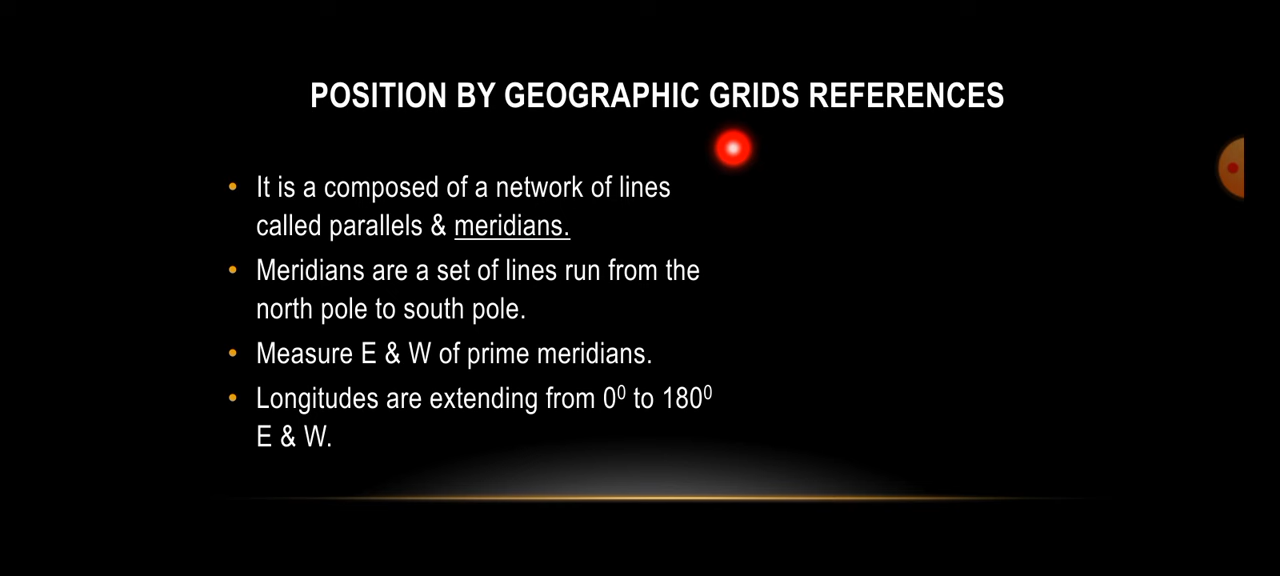 POSITION BY GEOGRAPHIC GRIDS REFERENCES
• It is a composed of a network of lines
called parallels & meridians.
• Meridians are a set of lines run from the
north pole to south pole.
• Measure E & W of prime meridians.
• Longitudes are extending from 0⁰ to 180⁰
E & W.